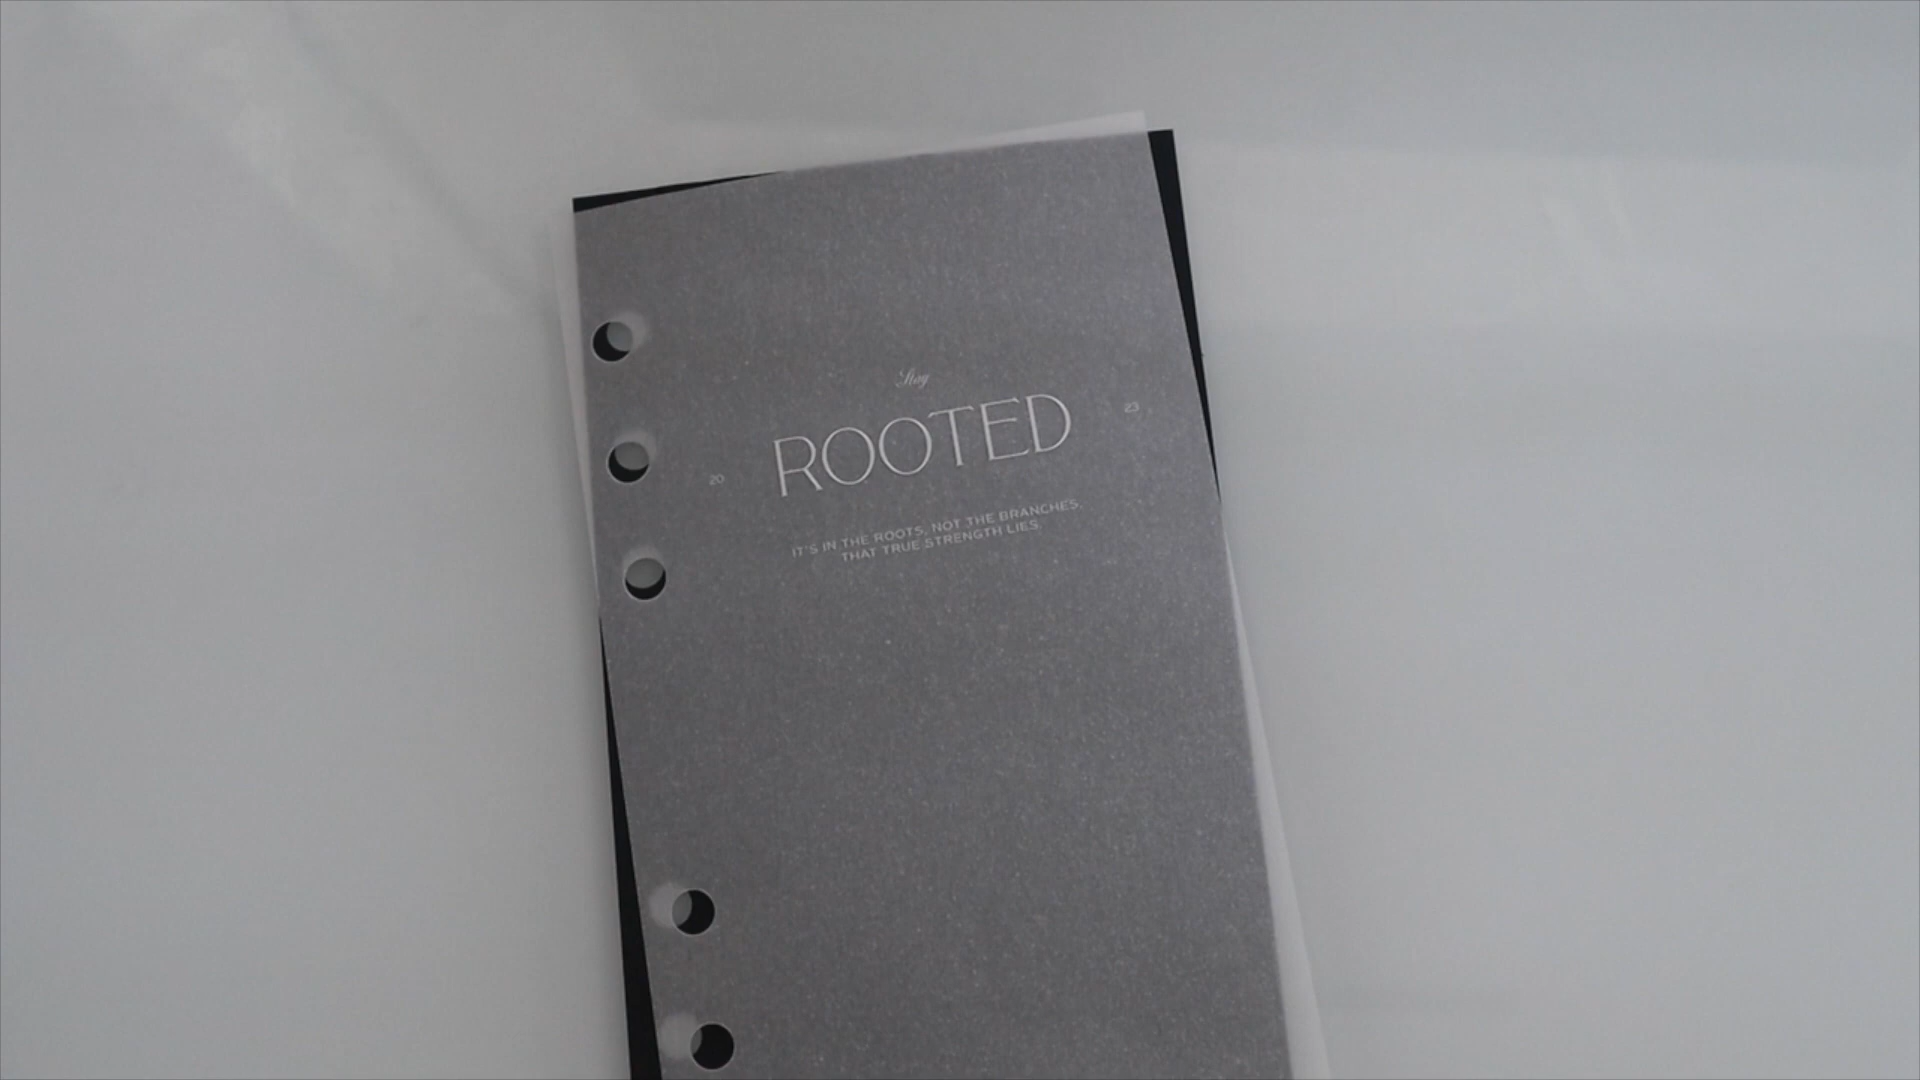 Stay
ROOTED
20
23
IT'S IN THE ROOTS, NOT THE BRANCHES,
THAT TRUE STRENGTH LIES.